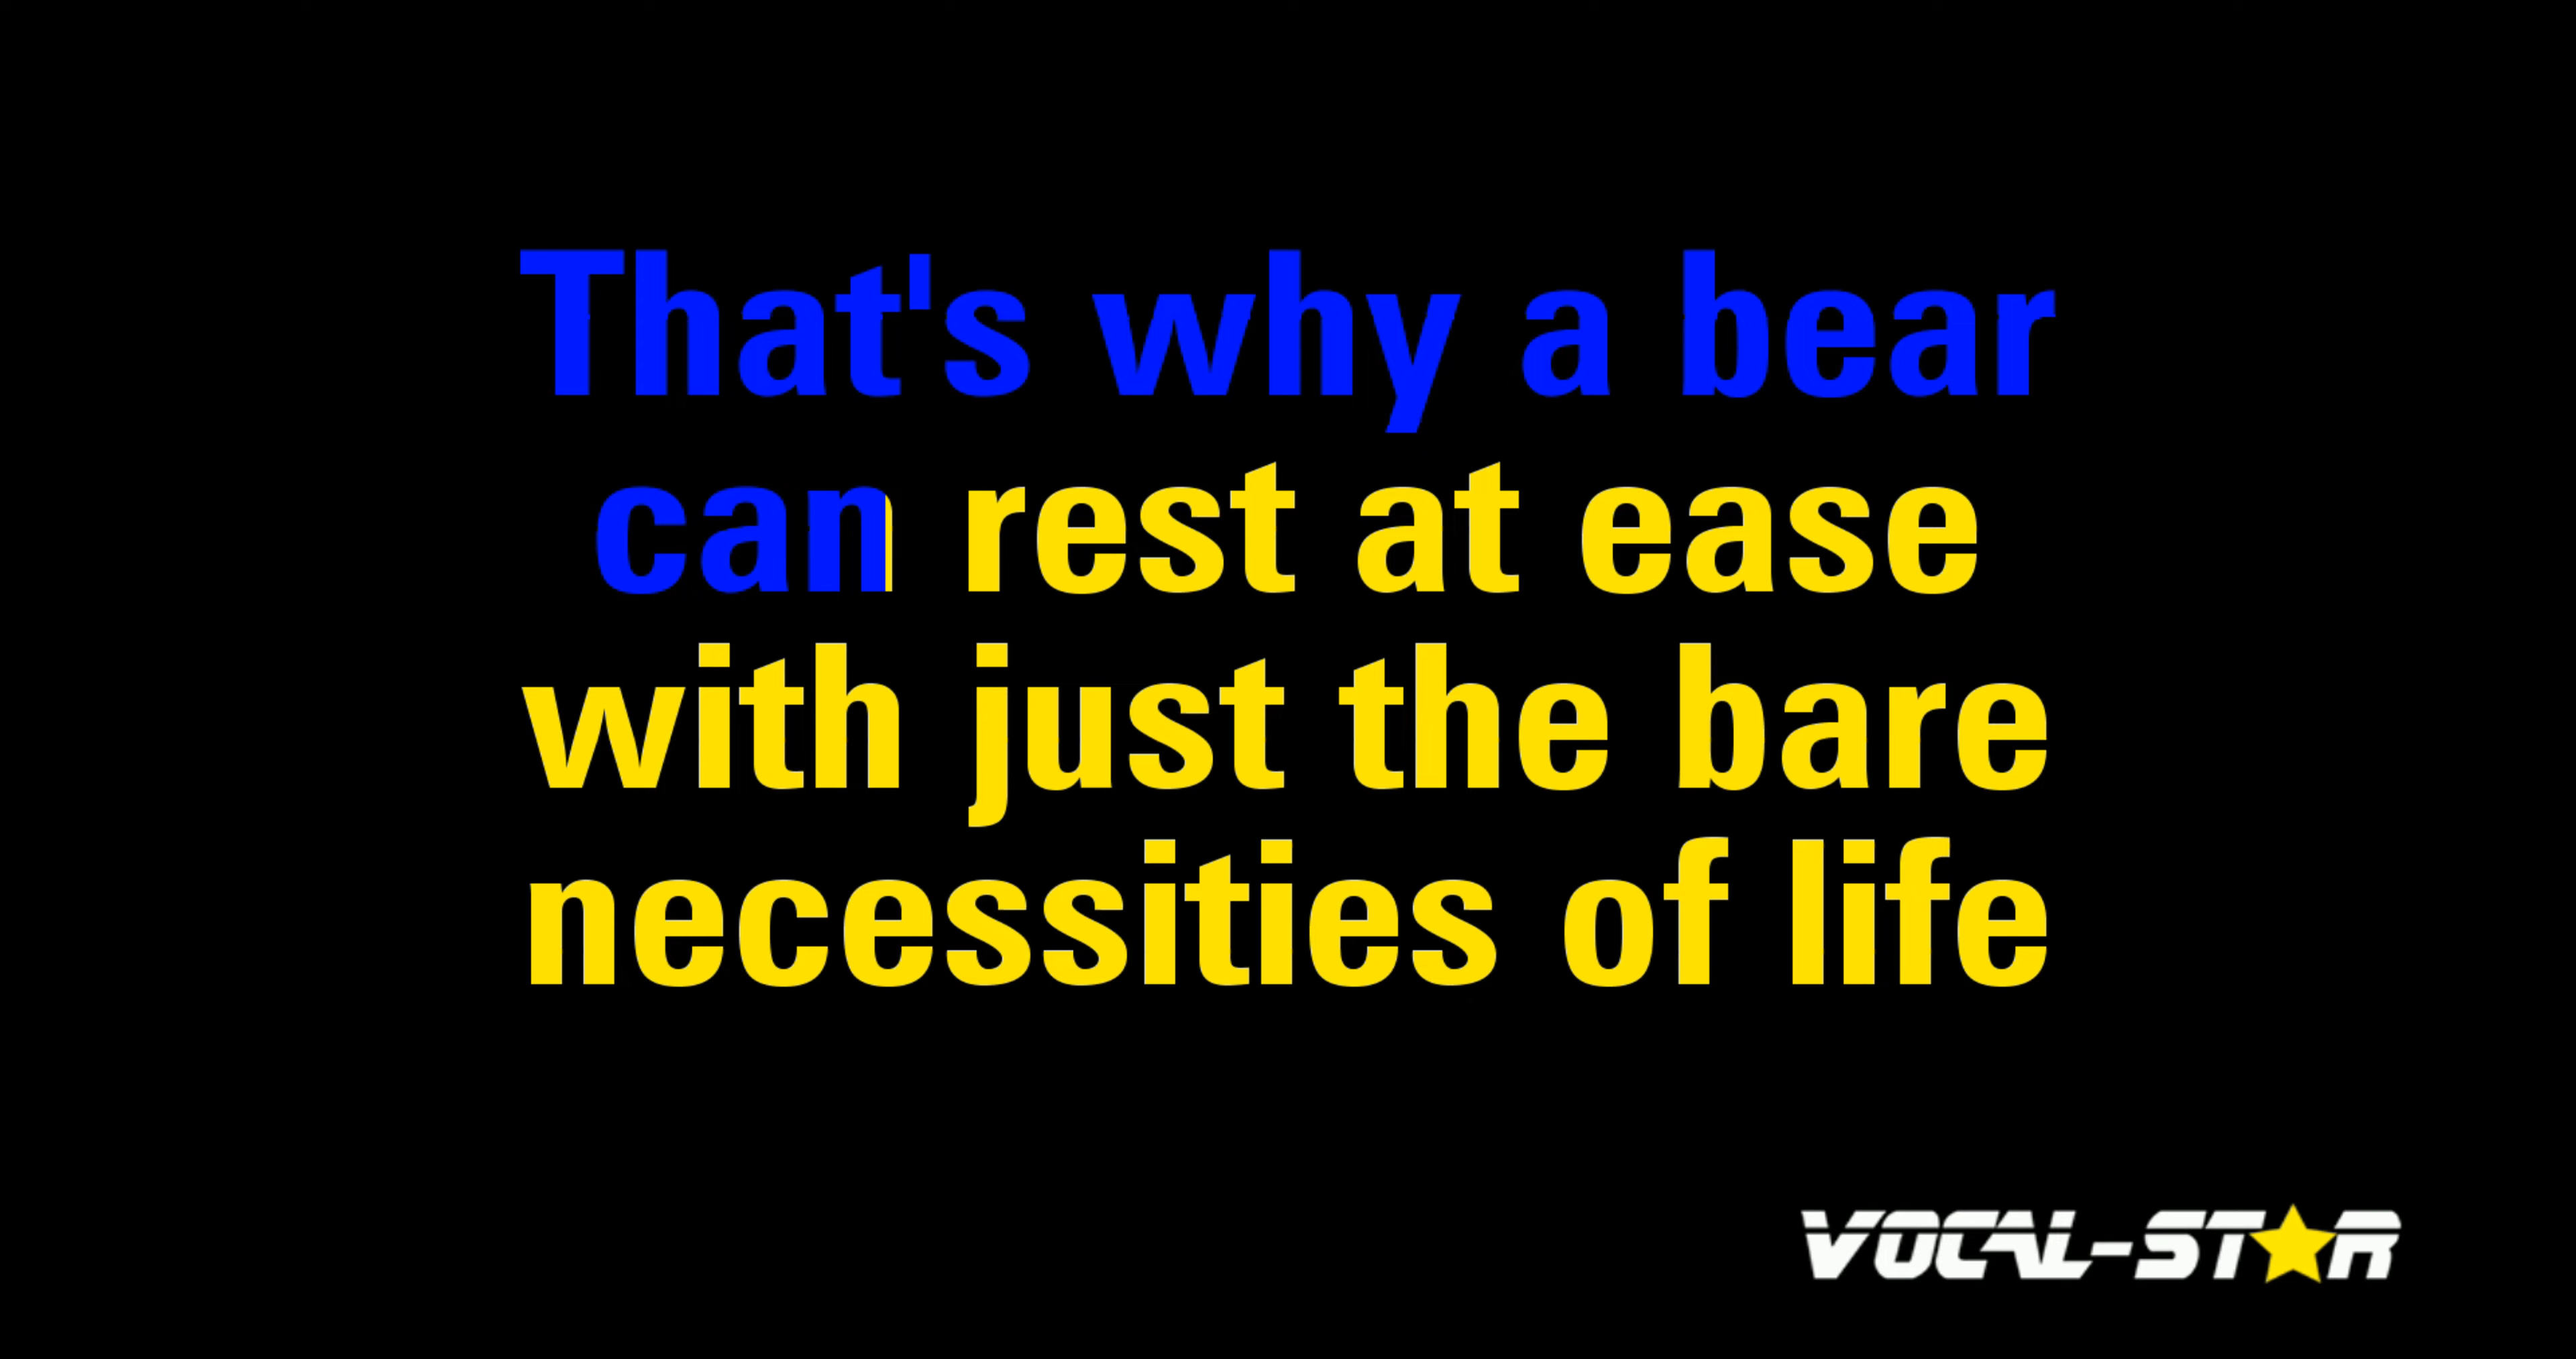 That's why a bear
can rest at ease
with just the bare
necessities of life
VOCAL-STAR